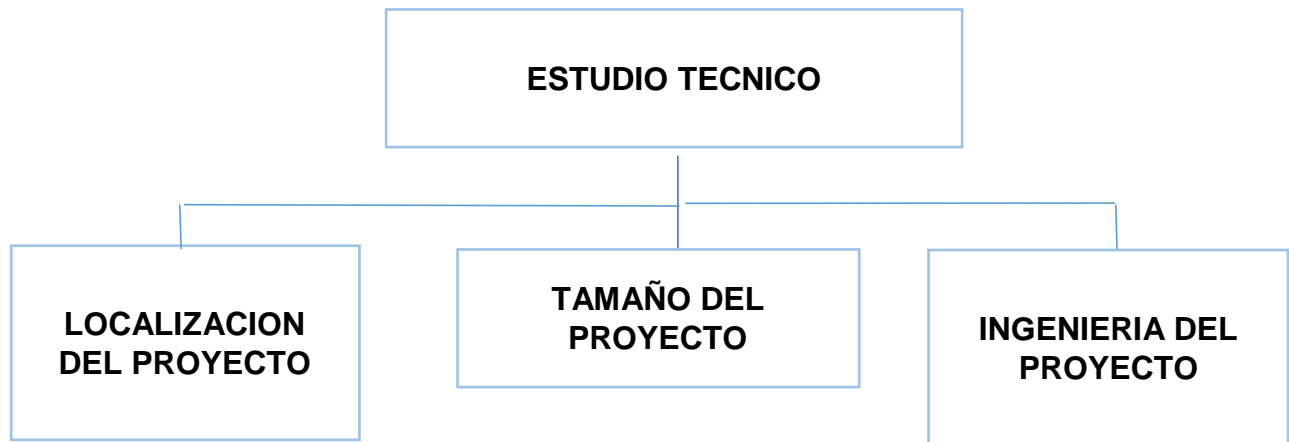 ESTUDIO TECNICO
LOCALIZACION
DEL PROYECTO
TAMAÑO DEL
PROYECTO
INGENIERIA DEL
PROYECTO